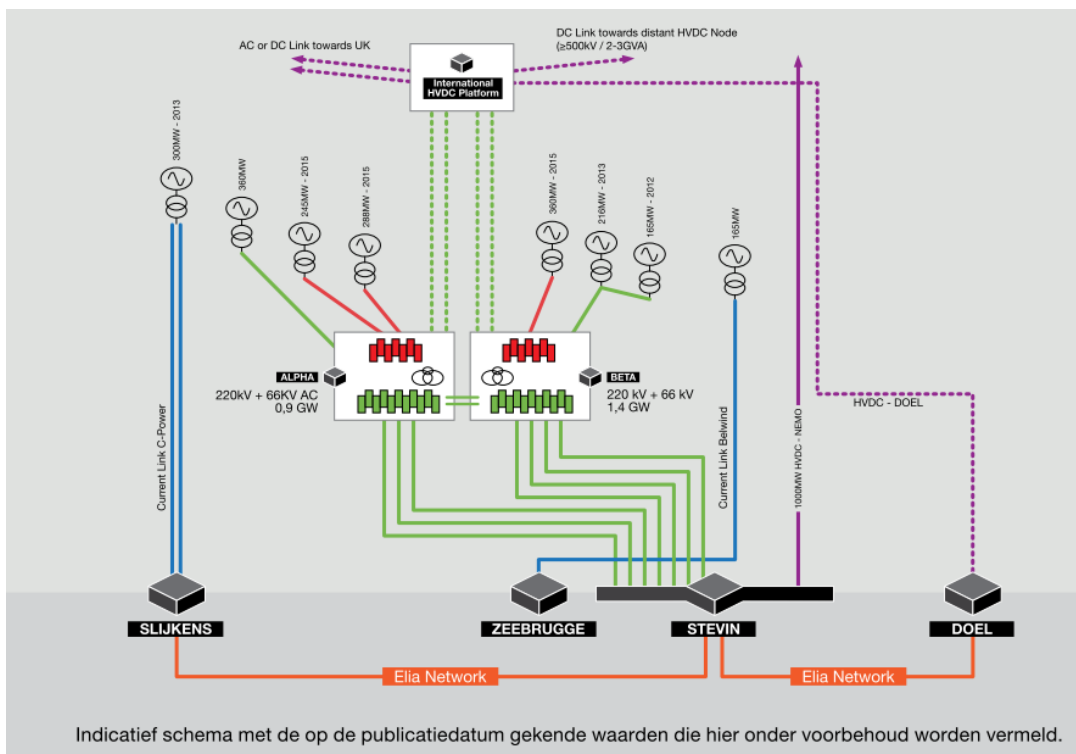 DC Link towards distant HVDC Node
(≥500kV / 2-3GVA)
AC or DC Link towards UK
International
HVDC Platform
300MW - 2013
360MW
245MW - 2015
288MW - 2015
360MW - 2015
216MW - 2013
165MW - 2012
165MW
ALPHA
220kV + 66KV AC
0,9 GW
BETA
220 kV + 66 kV
1,4 GW
HVDC - DOEL
Current Link C-Power
Current Link Belwind
1000MW HVDC - NEMO
SLIJKENS
ZEEBRUGGE
STEVIN
DOEL
Elia Network
Elia Network
Indicatief schema met de op de publicatiedatum gekende waarden die hier onder voorbehoud worden vermeld.